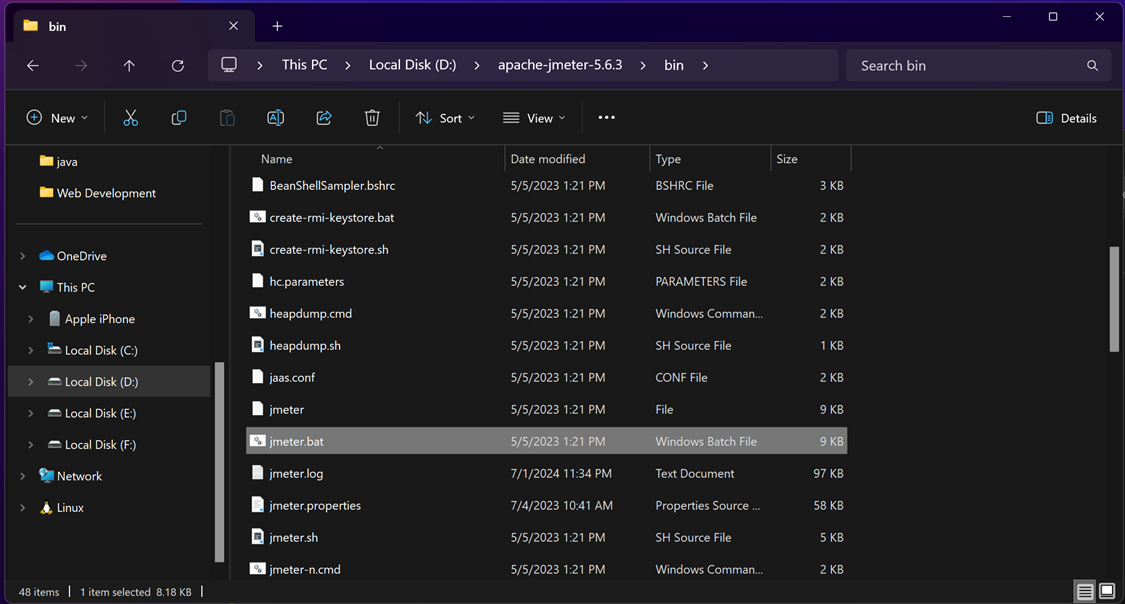 bin
This PC
Local Disk (D:)
apache-jmeter-5.6.3
bin
Search bin
New
Sort
View
Details
java
Web Development
OneDrive
This PC
Apple iPhone
Local Disk (C:)
Local Disk (D:)
Local Disk (E:)
Local Disk (F:)
Network
Linux
Name Date modified Type Size
BeanShellSampler.bshrc 5/5/2023 1:21 PM BSHRC File 3 KB
create-rmi-keystore.bat 5/5/2023 1:21 PM Windows Batch File 2 KB
create-rmi-keystore.sh 5/5/2023 1:21 PM SH Source File 2 KB
hc.parameters 5/5/2023 1:21 PM PARAMETERS File 2 KB
heapdump.cmd 5/5/2023 1:21 PM Windows Comman... 2 KB
heapdump.sh 5/5/2023 1:21 PM SH Source File 1 KB
jaas.conf 5/5/2023 1:21 PM CONF File 2 KB
jmeter 5/5/2023 1:21 PM File 9 KB
jmeter.bat 5/5/2023 1:21 PM Windows Batch File 9 KB
jmeter.log 7/1/2024 11:34 PM Text Document 97 KB
jmeter.properties 7/4/2023 10:41 AM Properties Source ... 58 KB
jmeter.sh 5/5/2023 1:21 PM SH Source File 5 KB
jmeter-n.cmd 5/5/2023 1:21 PM Windows Comman... 2 KB
48 items 1 item selected 8.18 KB